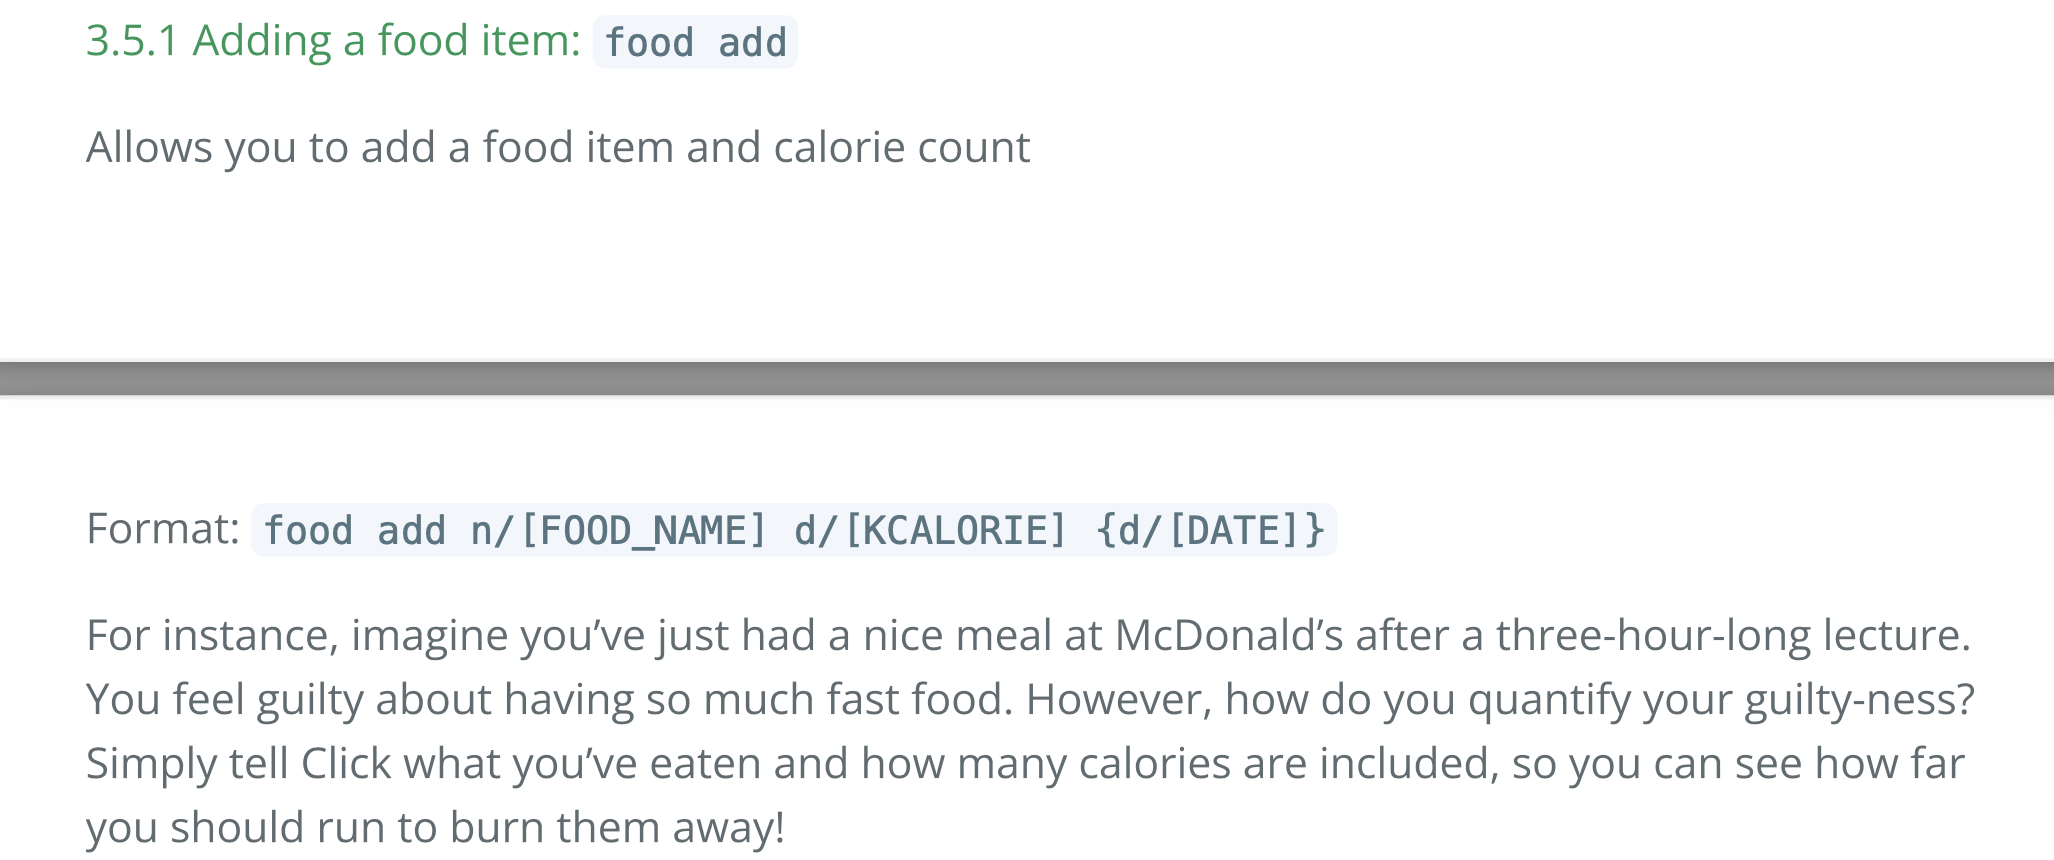 3.5.1 Adding a food item: food add
Allows you to add a food item and calorie count
Format: food add n/[FOOD_NAME] d/[KCALORIE] {d/[DATE]}
For instance, imagine you’ve just had a nice meal at McDonald’s after a three-hour-long lecture.
You feel guilty about having so much fast food. However, how do you quantify your guilty-ness?
Simply tell Click what you’ve eaten and how many calories are included, so you can see how far
you should run to burn them away!